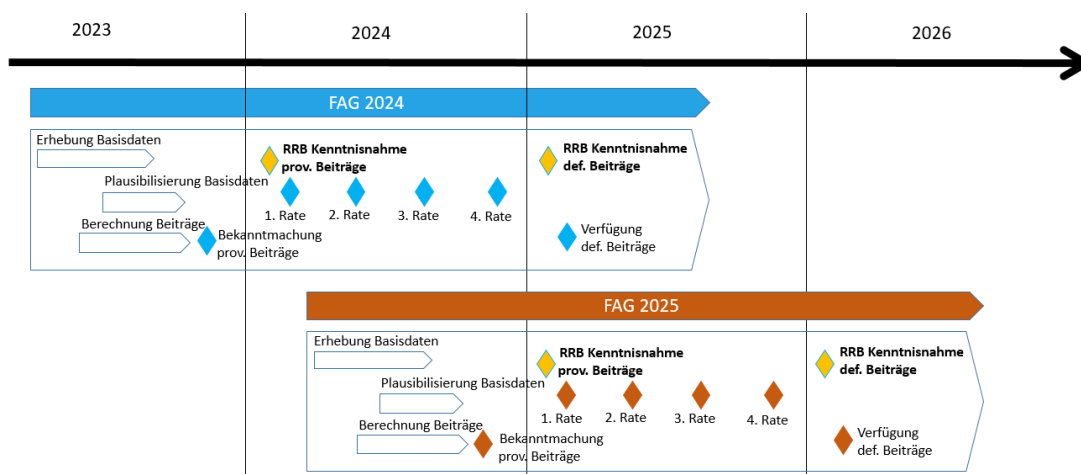 2023
2024
2025
2026
FAG 2024
Erhebung Basisdaten
Plausibilisierung Basisdaten
Berechnung Beiträge
Bekanntmachung
prov. Beiträge
RRB Kenntnisnahme
prov. Beiträge
1. Rate
2. Rate
3. Rate
4. Rate
RRB Kenntnisnahme
def. Beiträge
Verfügung
def. Beiträge
FAG 2025
Erhebung Basisdaten
Plausibilisierung Basisdaten
Berechnung Beiträge
Bekanntmachung
prov. Beiträge
RRB Kenntnisnahme
prov. Beiträge
1. Rate
2. Rate
3. Rate
4. Rate
RRB Kenntnisnahme
def. Beiträge
Verfügung
def. Beiträge